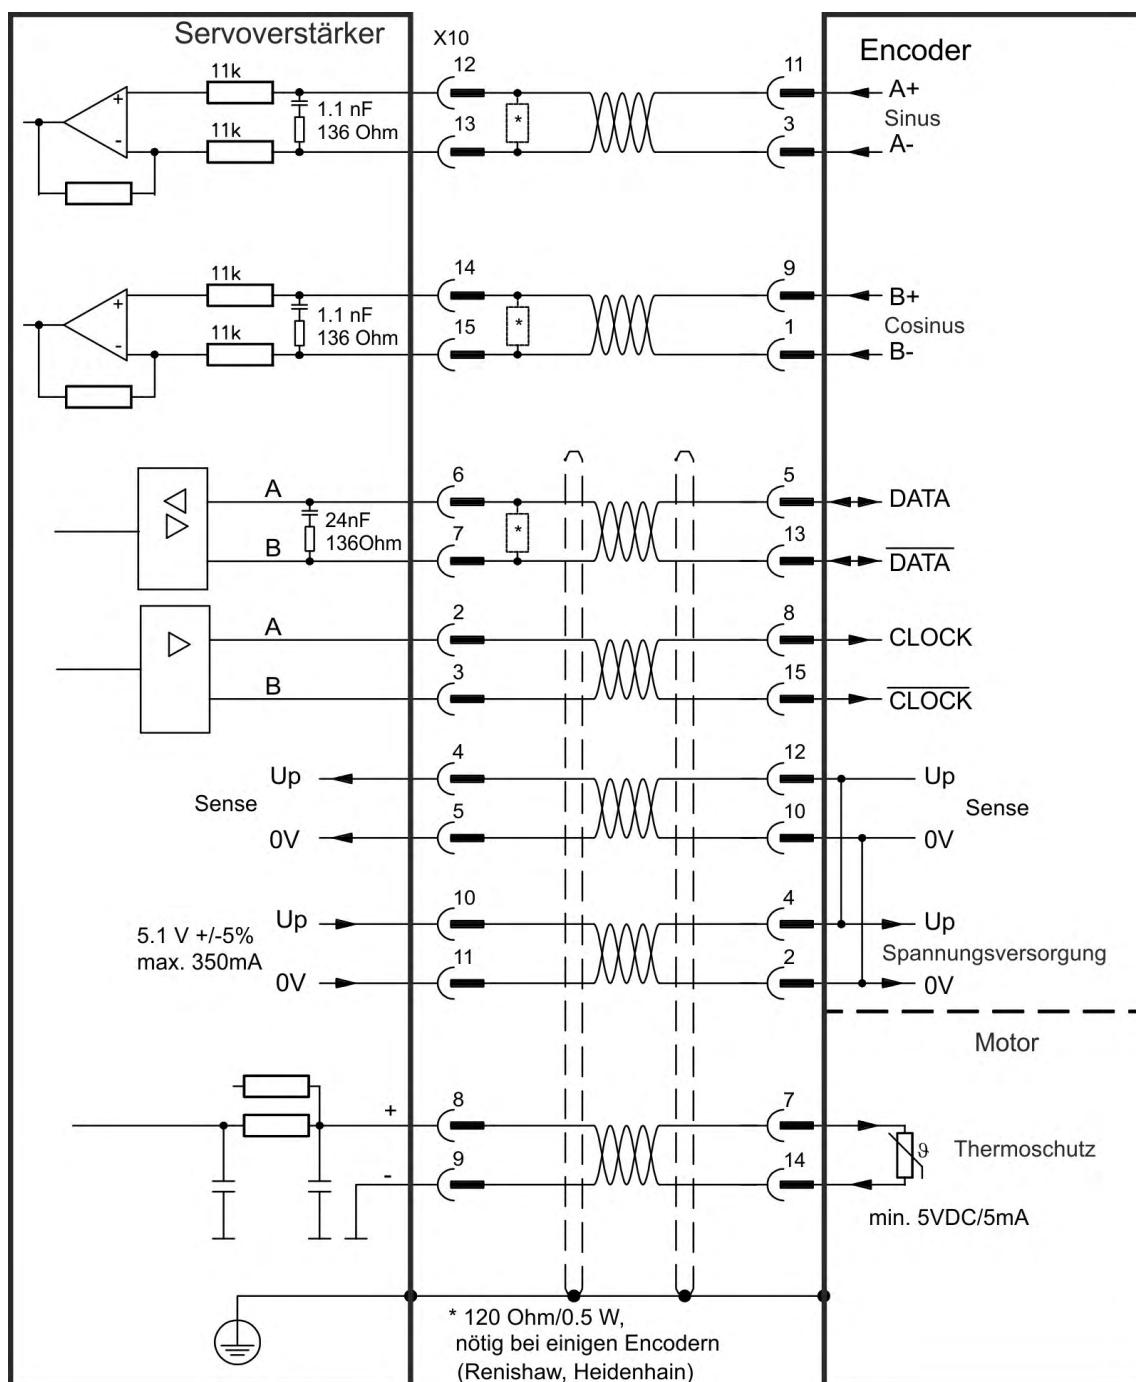 Servoverstärker
X10
Encoder
11k
12
11
A+
+
1.1 nF
*
Sinus
-
11k
136 Ohm
13
3
A-
11k
14
9
B+
+
1.1 nF
*
Cosinus
-
11k
136 Ohm
15
1
B-
A
6
5
DATA
24nF
*
B
136Ohm
7
13
DATA
A
2
8
CLOCK
B
3
15
CLOCK
Up
4
12
Up
Sense
Sense
0V
5
10
0V
Up
10
4
Up
5.1 V +/-5%
max. 350mA
Spannungsversorgung
0V
11
2
0V
Motor
+
8
7
ϑ
Thermoschutz
-
9
14
min. 5VDC/5mA
* 120 Ohm/0.5 W,
nötig bei einigen Encodern
(Renishaw, Heidenhain)